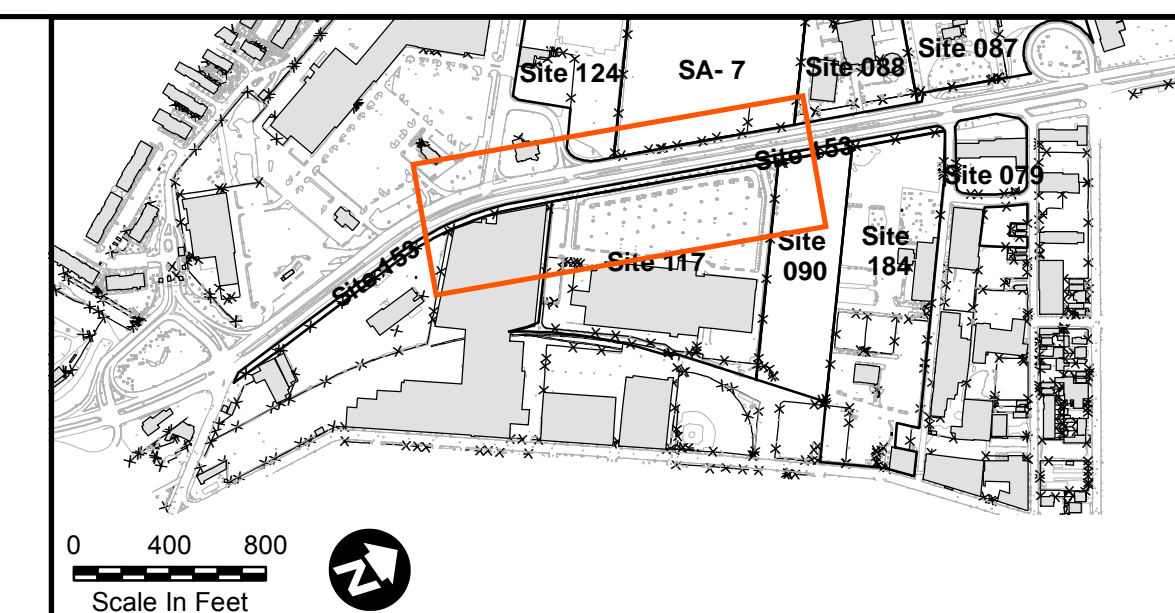 Site 124
SA- 7
Site 088
Site 087
Site 153
Site 079
Site 117
Site
090
Site
184
Site 153
0 400 800
Scale In Feet
N